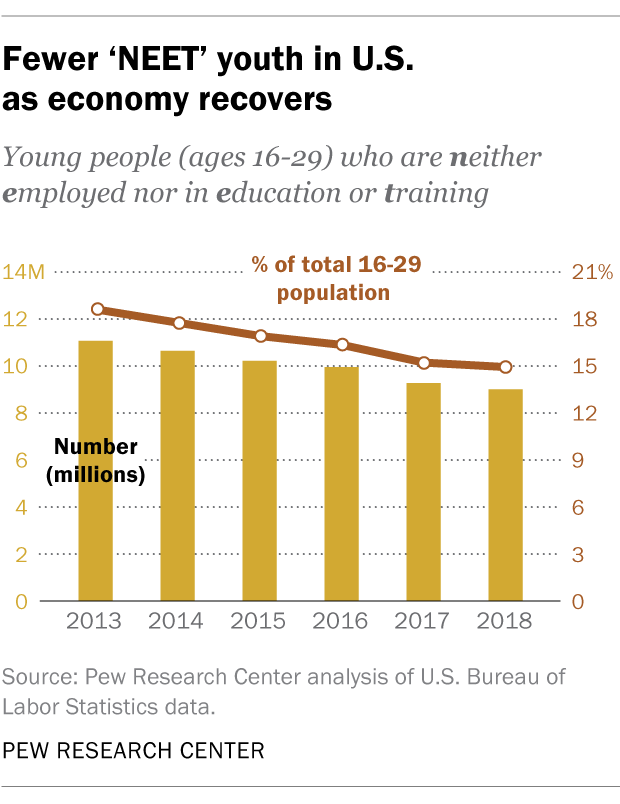 Fewer ‘NEET’ youth in U.S.
as economy recovers
Young people (ages 16-29) who are neither
employed nor in education or training
14M
% of total 16-29
population
21%
12
18
10
15
8
12
Number
(millions)
6
9
4
6
2
3
0
0
2013
2014
2015
2016
2017
2018
Source: Pew Research Center analysis of U.S. Bureau of
Labor Statistics data.
PEW RESEARCH CENTER